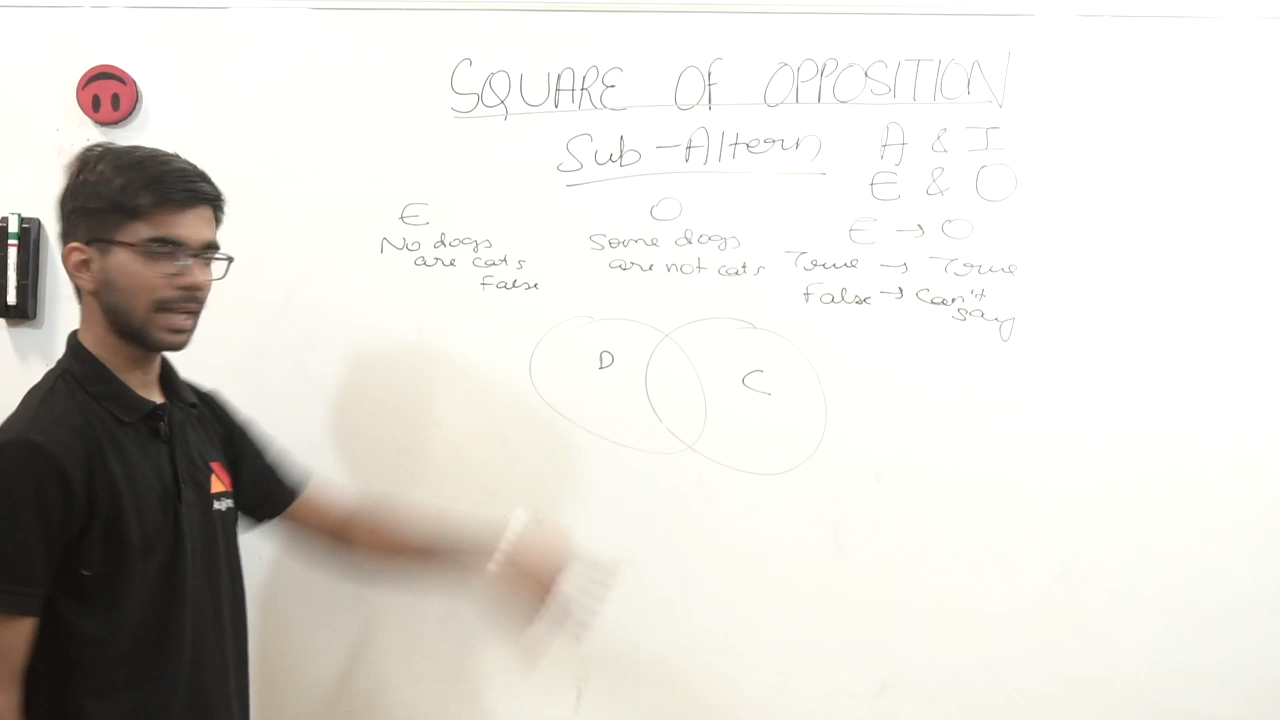 SQUARE OF OPPOSITION
Sub-Altern A & I
E & O
E
No dogs
are cats
False
O
Some dogs
are not cats
E → O
True → True
False → Can't
say
D
C